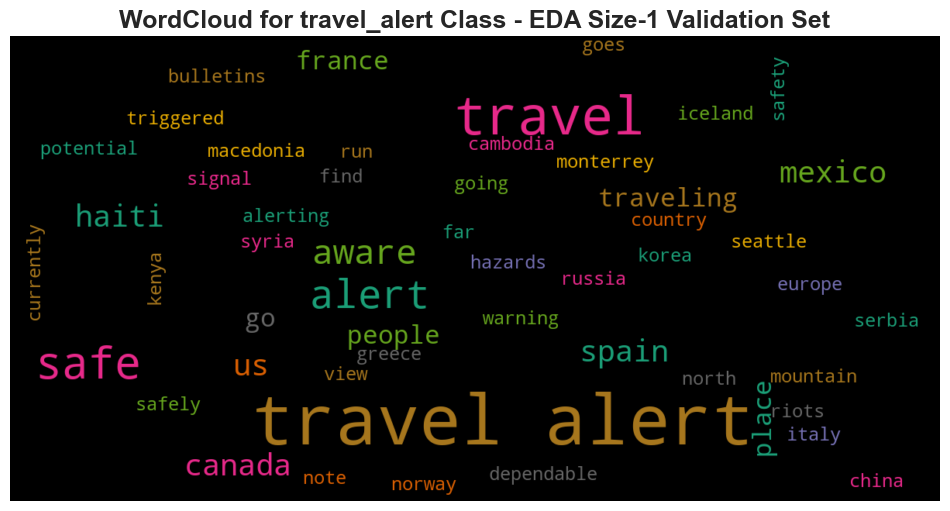 WordCloud for travel_alert Class - EDA Size-1 Validation Set
goes
france
bulletins
safety
travel
iceland
triggered
cambodia
potential
macedonia
run
monterrey
mexico
signal
find
going
traveling
haiti
alerting
country
far
syria
seattle
aware
korea
hazards
currently
kenya
russia
europe
alert
go
warning
serbia
people
greece
spain
safe
us
view
north
mountain
safely
travel alert
place
riots
italy
canada
note
norway
dependable
china